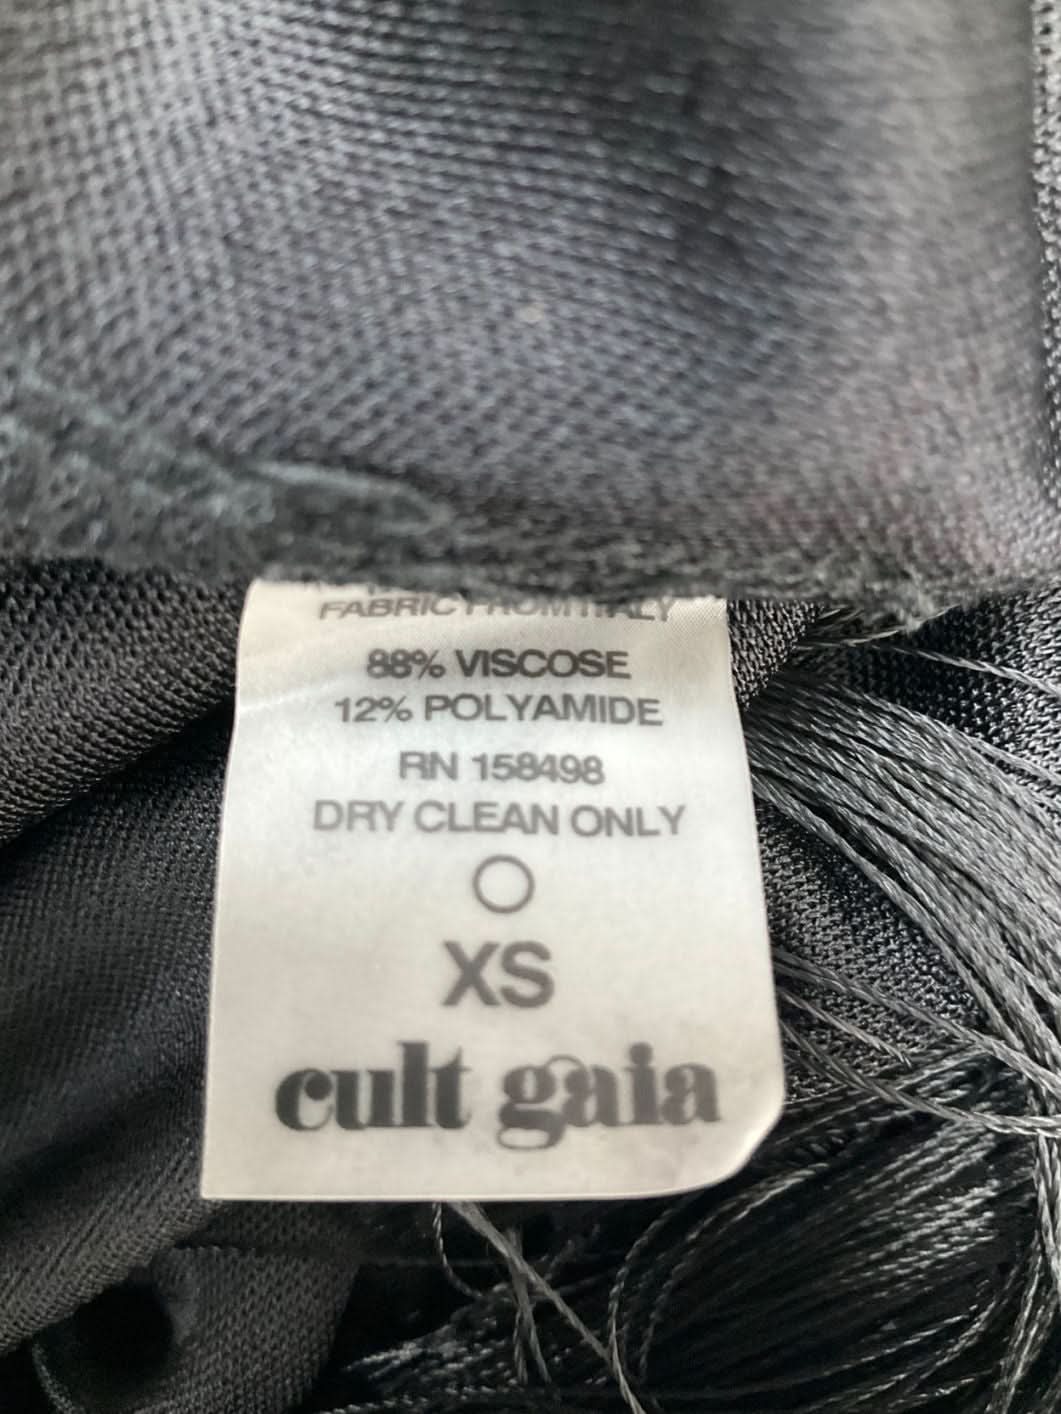 FABRIC FROM ITALY
88% VISCOSE
12% POLYAMIDE
RN 158498
DRY CLEAN ONLY
XS
cult gaia